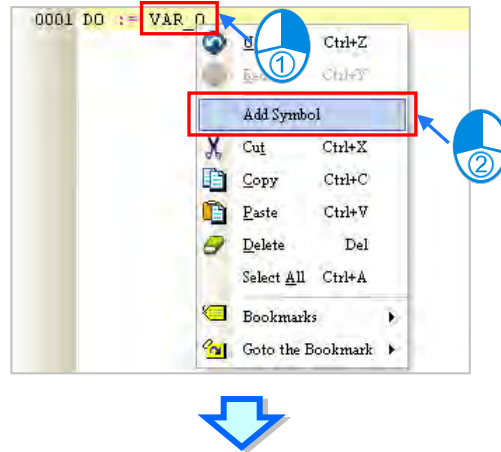 0001 DO := VAR_0
①
Ctrl+Z
Ctrl+Y
Add Symbol
②
Cut Ctrl+X
Copy Ctrl+C
Paste Ctrl+V
Delete Del
Select All Ctrl+A
Bookmarks
Goto the Bookmark